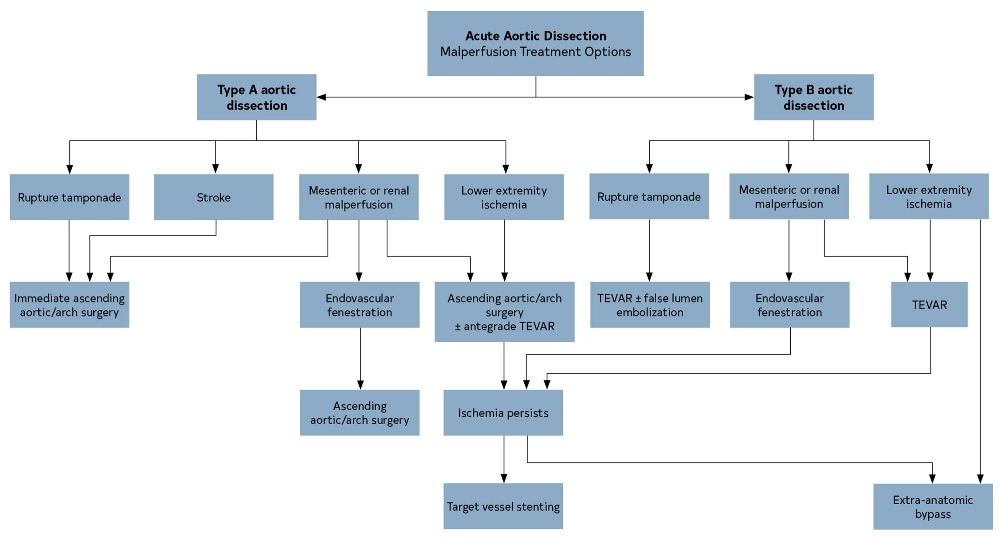 Acute Aortic Dissection
Malperfusion Treatment Options
Type A aortic
dissection
Type B aortic
dissection
Rupture tamponade
Stroke
Mesenteric or renal
malperfusion
Lower extremity
ischemia
Rupture tamponade
Mesenteric or renal
malperfusion
Lower extremity
ischemia
Immediate ascending
aortic/arch surgery
Endovascular
fenestration
Ascending aortic/arch
surgery
± antegrade TEVAR
TEVAR ± false lumen
embolization
Endovascular
fenestration
TEVAR
Ascending
aortic/arch surgery
Ischemia persists
Target vessel stenting
Extra-anatomic
bypass